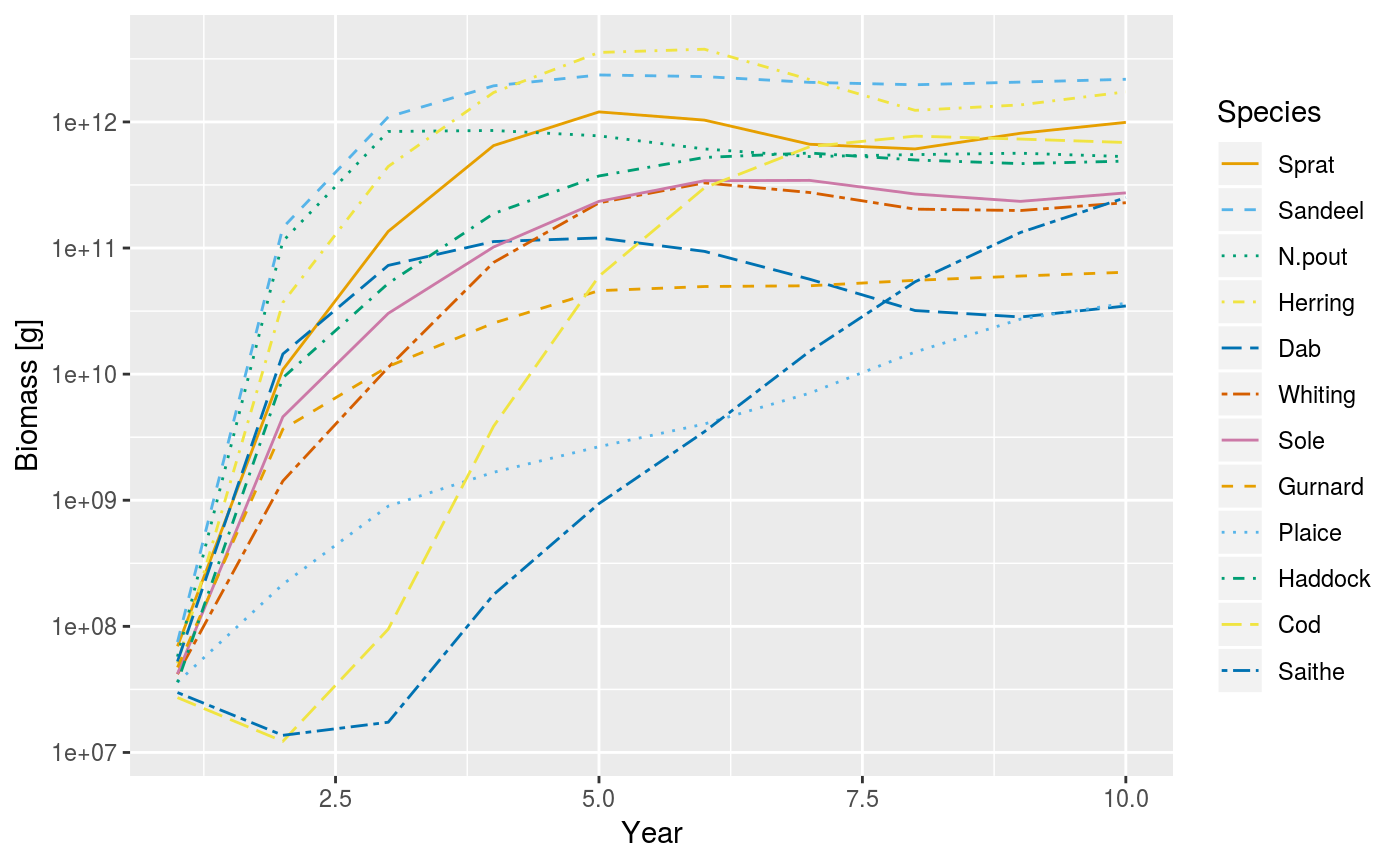 Biomass [g]
1e+12
1e+11
1e+10
1e+09
1e+08
1e+07
2.5 5.0 7.5 10.0
Year
Species
Sprat
Sandeel
N.pout
Herring
Dab
Whiting
Sole
Gurnard
Plaice
Haddock
Cod
Saithe